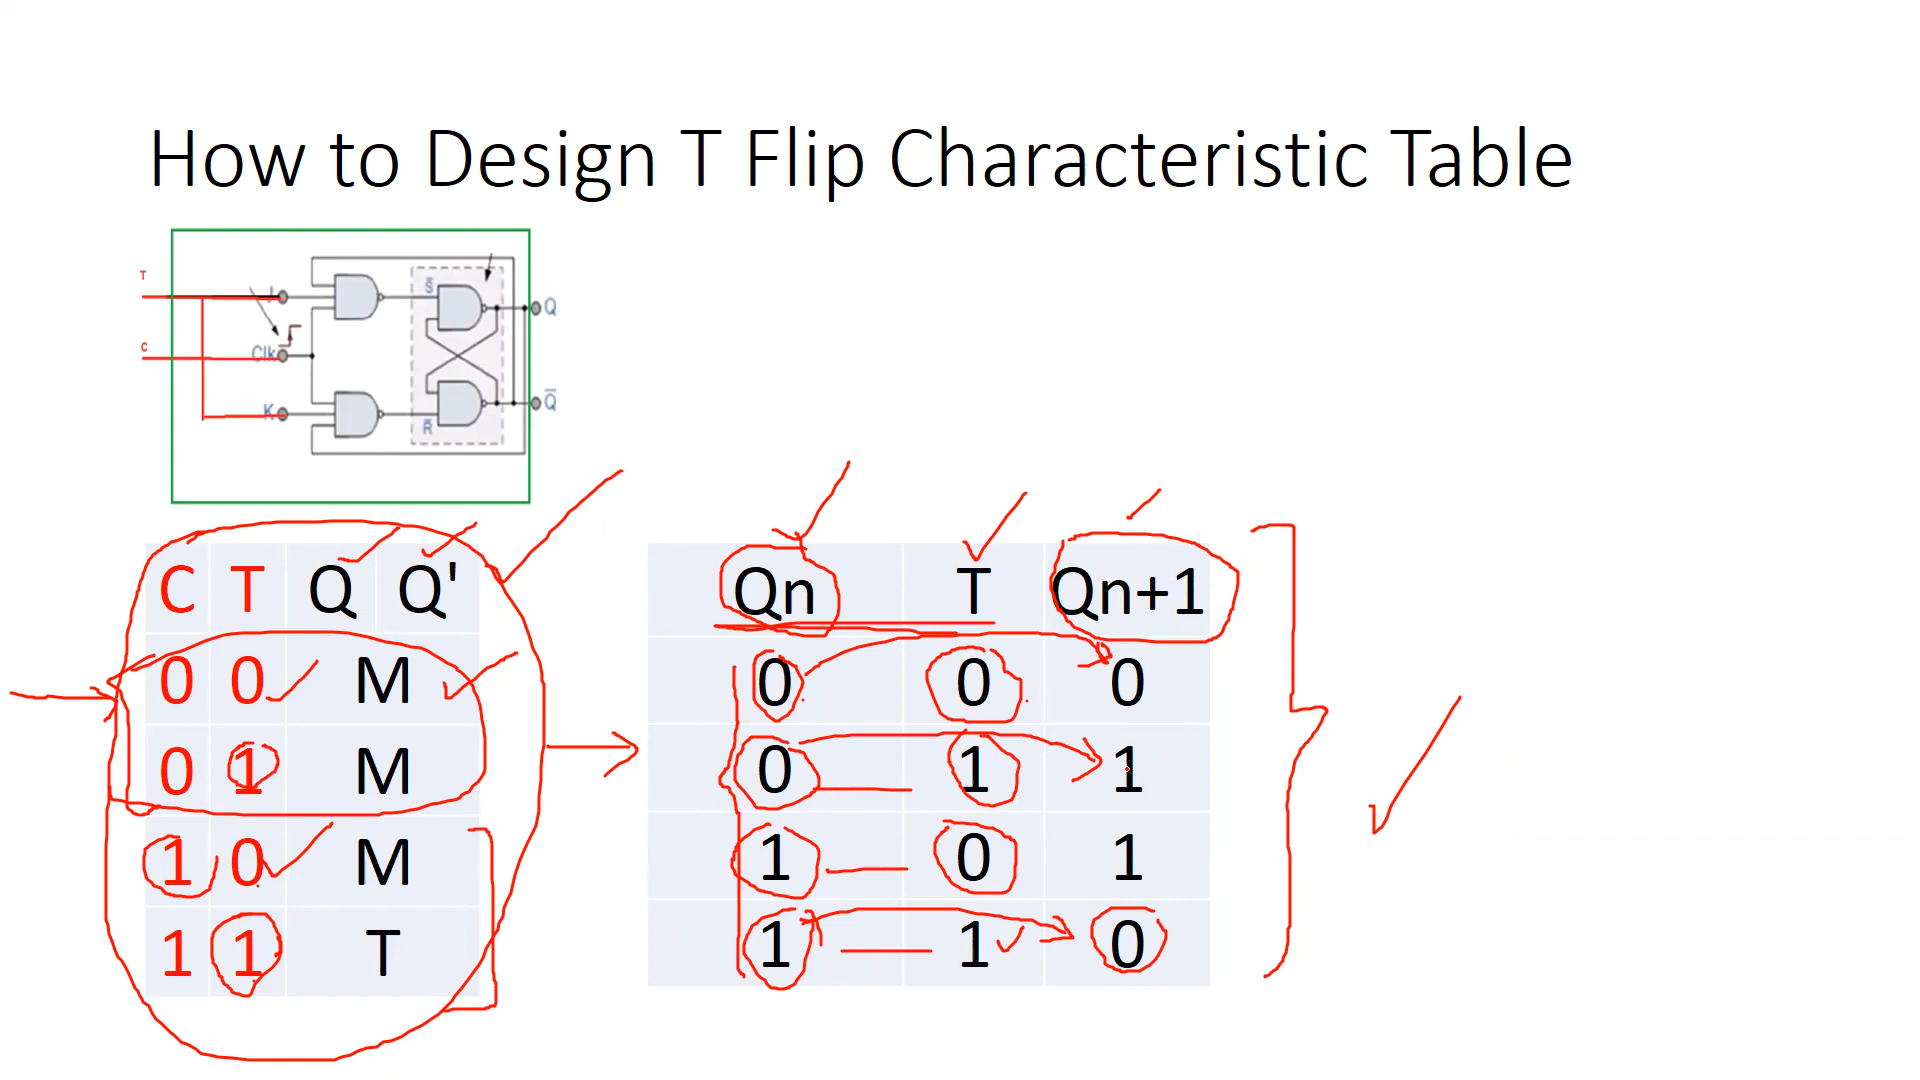 How to Design T Flip Characteristic Table
T
J
S̅
Q
C
Clk
K
R̅
Q̅
C T Q Q'
0 0 M
0 1 M
1 0 M
1 1 T
Qn T Qn+1
0 0 0
0 1 1
1 0 1
1 1 0